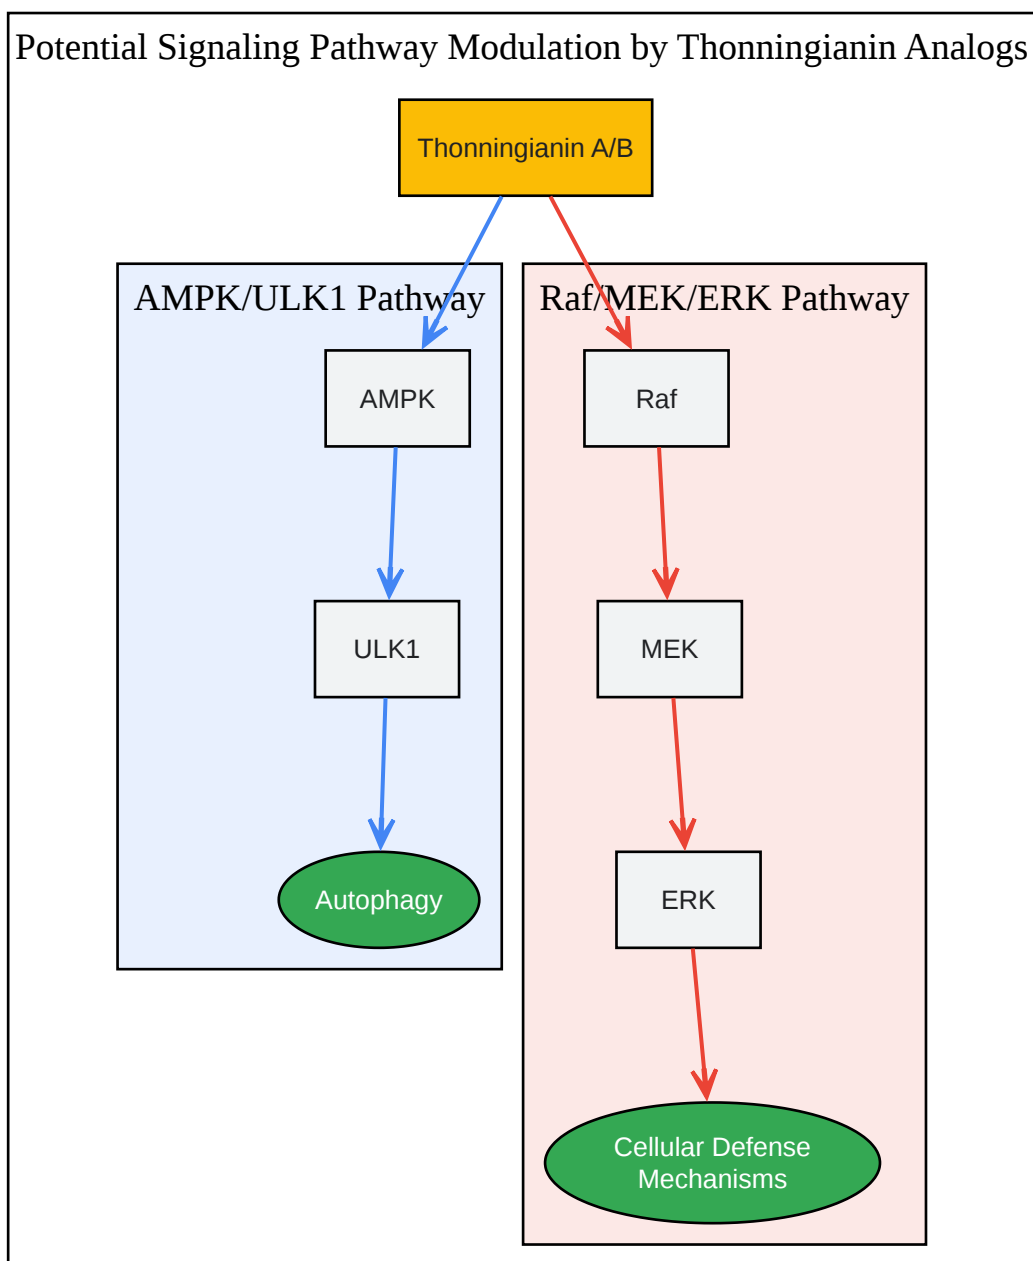 Potential Signaling Pathway Modulation by Thonningianin Analogs
Thonningianin A/B
AMPK/ULK1 Pathway
AMPK
ULK1
Autophagy
Raf/MEK/ERK Pathway
Raf
MEK
ERK
Cellular Defense
Mechanisms